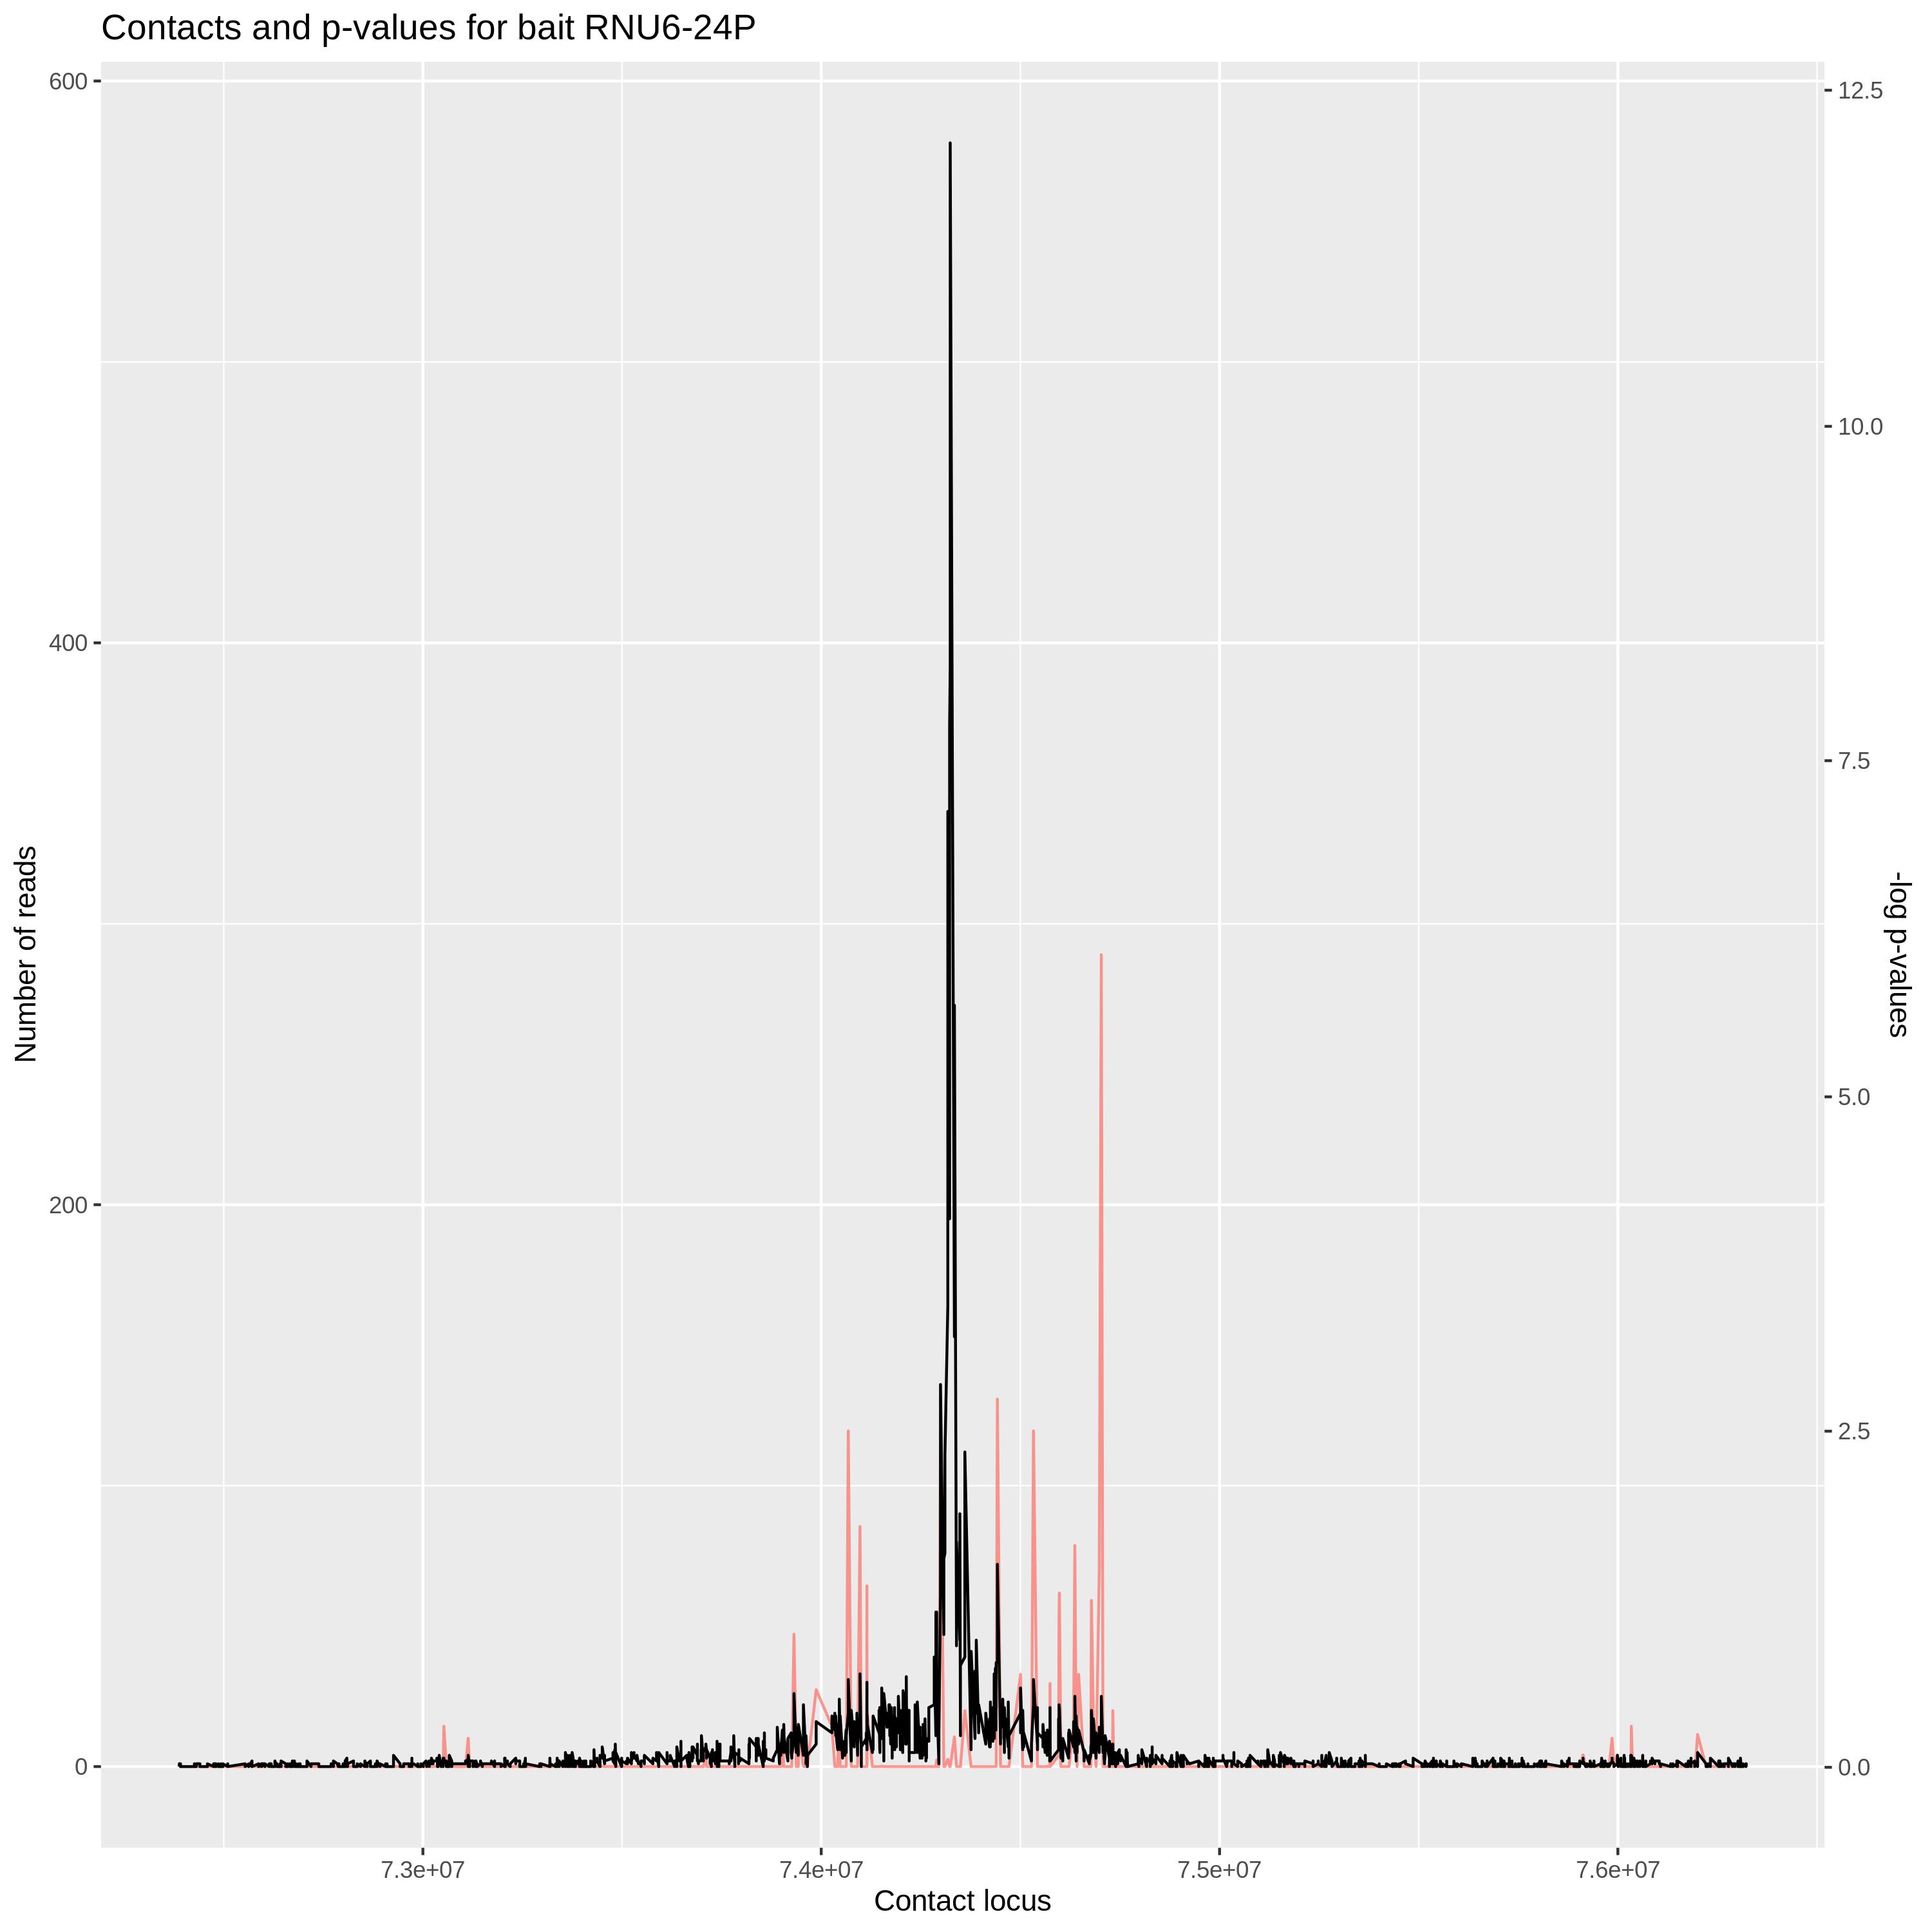 Contacts and p-values for bait RNU6-24P
600
400
200
0
Number of reads
12.5
10.0
7.5
5.0
2.5
0.0
-log p-values
7.3e+07
7.4e+07
7.5e+07
7.6e+07
Contact locus